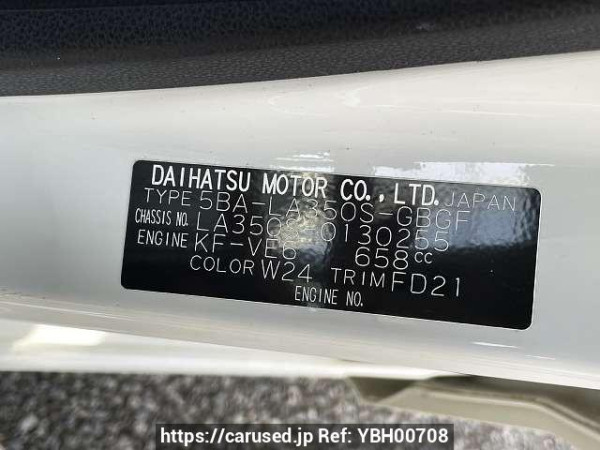 DAIHATSU MOTOR CO.,LTD. JAPAN
TYPE 5BA-LA350S-GBGF
CHASSIS NO. LA350S-0130255
ENGINE KF-VE6 658cc
COLOR W24 TRIM FD21
ENGINE NO.
https://carused.jp Ref: YBH00708